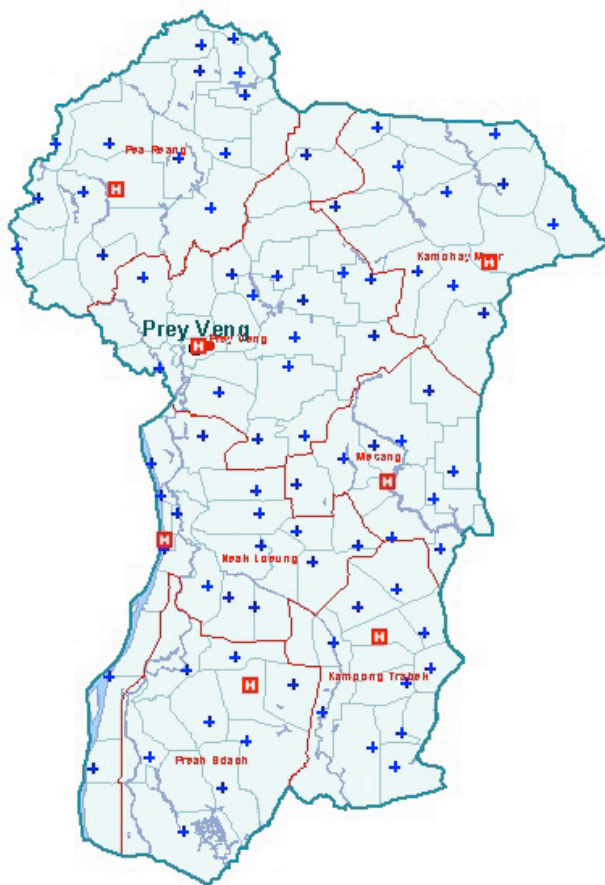 Pea Reang
H
Kamchay Mear
H
Prey Veng
H Prey Veng
Mesang
H
H
Neak Loeung
H
Kampong Trabek
H
Preah Sdach